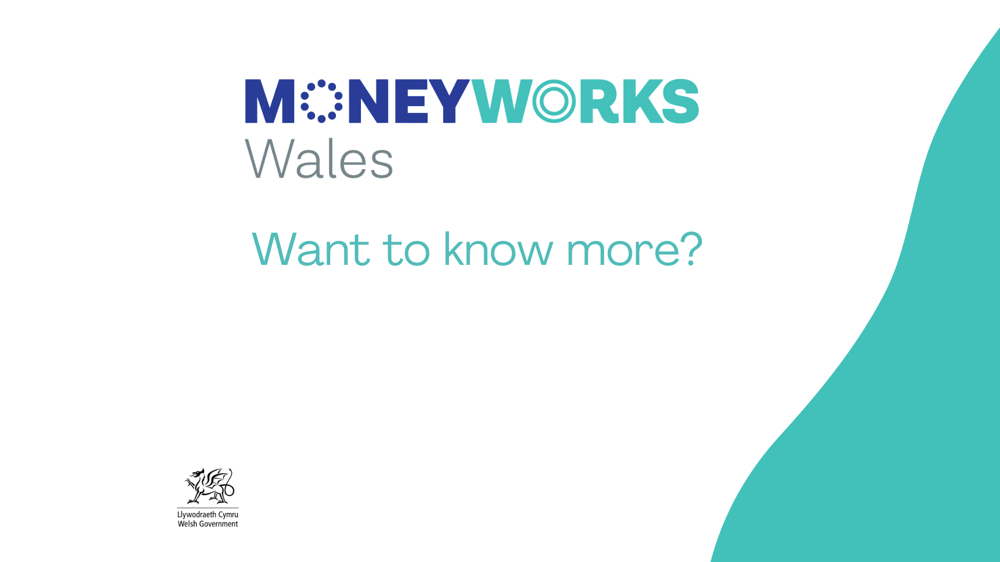 MONEYWORKS
Wales
Want to know more?
Llywodraeth Cymru
Welsh Government